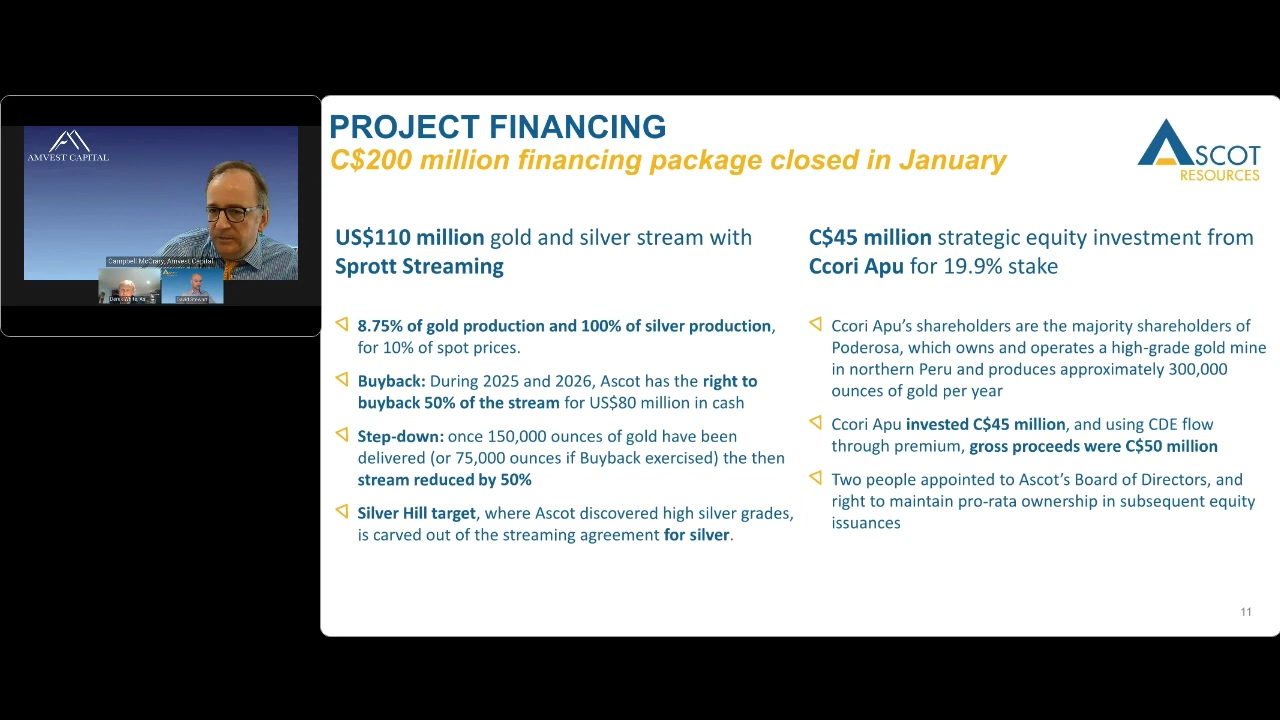 AMVEST CAPITAL
Campbell McCrary, Amvest Capital
David Stewart
PROJECT FINANCING
C$200 million financing package closed in January
ASCOT
RESOURCES
US$110 million gold and silver stream with
Sprott Streaming
8.75% of gold production and 100% of silver production,
for 10% of spot prices.
Buyback: During 2025 and 2026, Ascot has the right to
buyback 50% of the stream for US$80 million in cash
Step-down: once 150,000 ounces of gold have been
delivered (or 75,000 ounces if Buyback exercised) the then
stream reduced by 50%
Silver Hill target, where Ascot discovered high silver grades,
is carved out of the streaming agreement for silver.
C$45 million strategic equity investment from
Ccori Apu for 19.9% stake
Ccori Apu’s shareholders are the majority shareholders of
Poderosa, which owns and operates a high-grade gold mine
in northern Peru and produces approximately 300,000
ounces of gold per year
Ccori Apu invested C$45 million, and using CDE flow
through premium, gross proceeds were C$50 million
Two people appointed to Ascot’s Board of Directors, and
right to maintain pro-rata ownership in subsequent equity
issuances
11